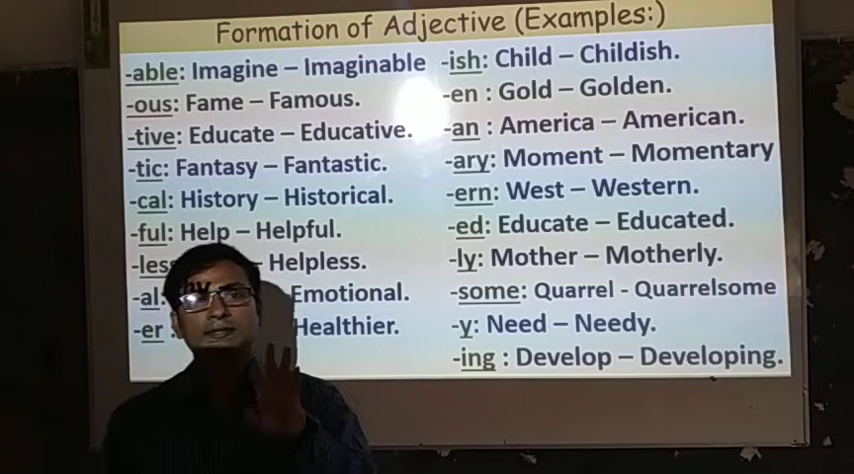 Formation of Adjective (Examples:)
-able: Imagine – Imaginable
-ous: Fame – Famous.
-tive: Educate – Educative.
-tic: Fantasy – Fantastic.
-cal: History – Historical.
-ful: Help – Helpful.
-les – Helpless.
-al: Emotional.
-er : Healthier.
-ish: Child – Childish.
-en : Gold – Golden.
-an : America – American.
-ary: Moment – Momentary
-ern: West – Western.
-ed: Educate – Educated.
-ly: Mother – Motherly.
-some: Quarrel - Quarrelsome
-y: Need – Needy.
-ing : Develop – Developing.